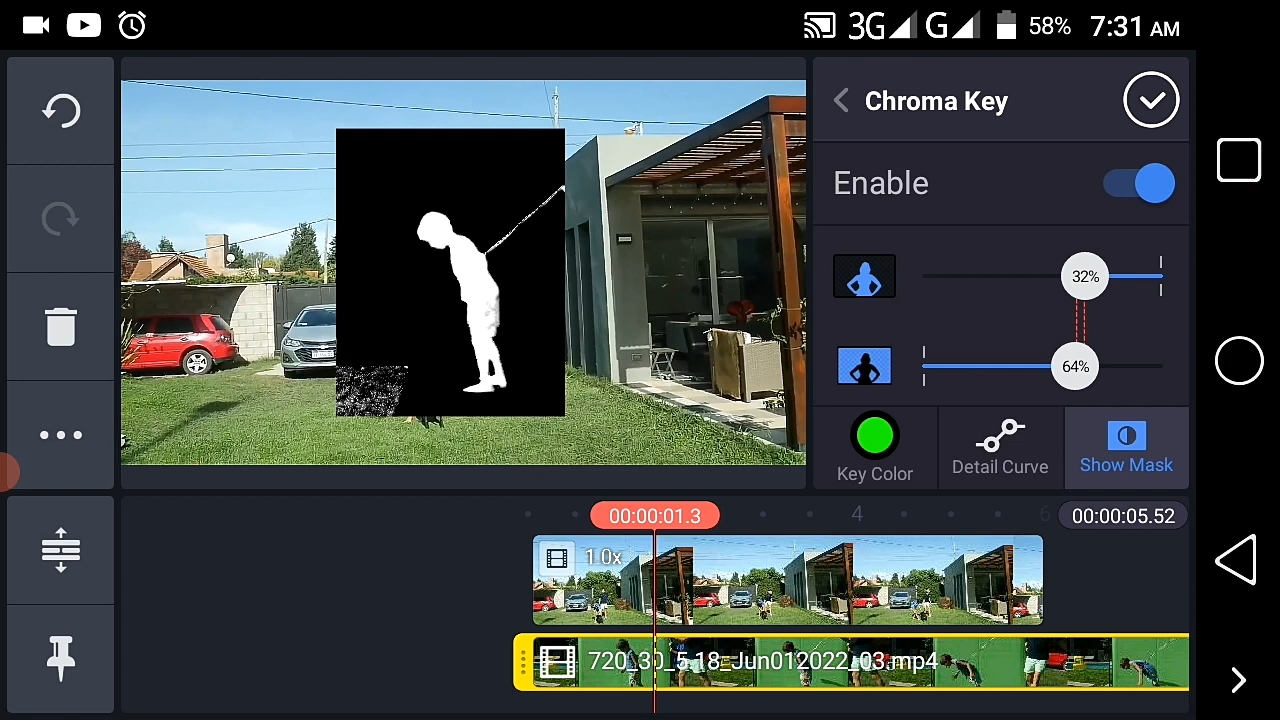 3G G 58% 7:31 AM
Chroma Key
Enable
32%
64%
Key Color
Detail Curve
Show Mask
00:00:01.3
4
6
00:00:05.52
1.0x
720_30_5.18_Jun012022_03.mp4